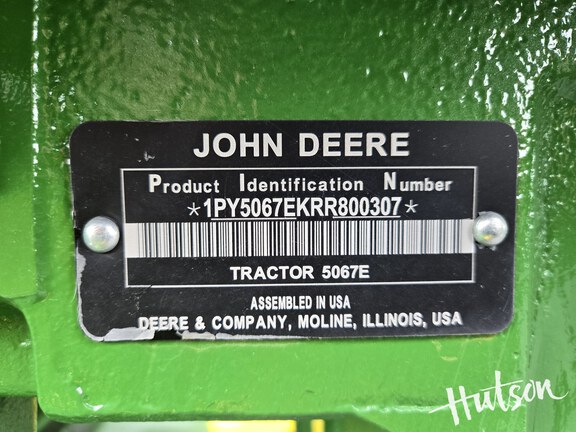 JOHN DEERE
Product Identification Number
*1PY5067EKRR800307*
TRACTOR 5067E
ASSEMBLED IN USA
DEERE & COMPANY, MOLINE, ILLINOIS, USA
Hutson